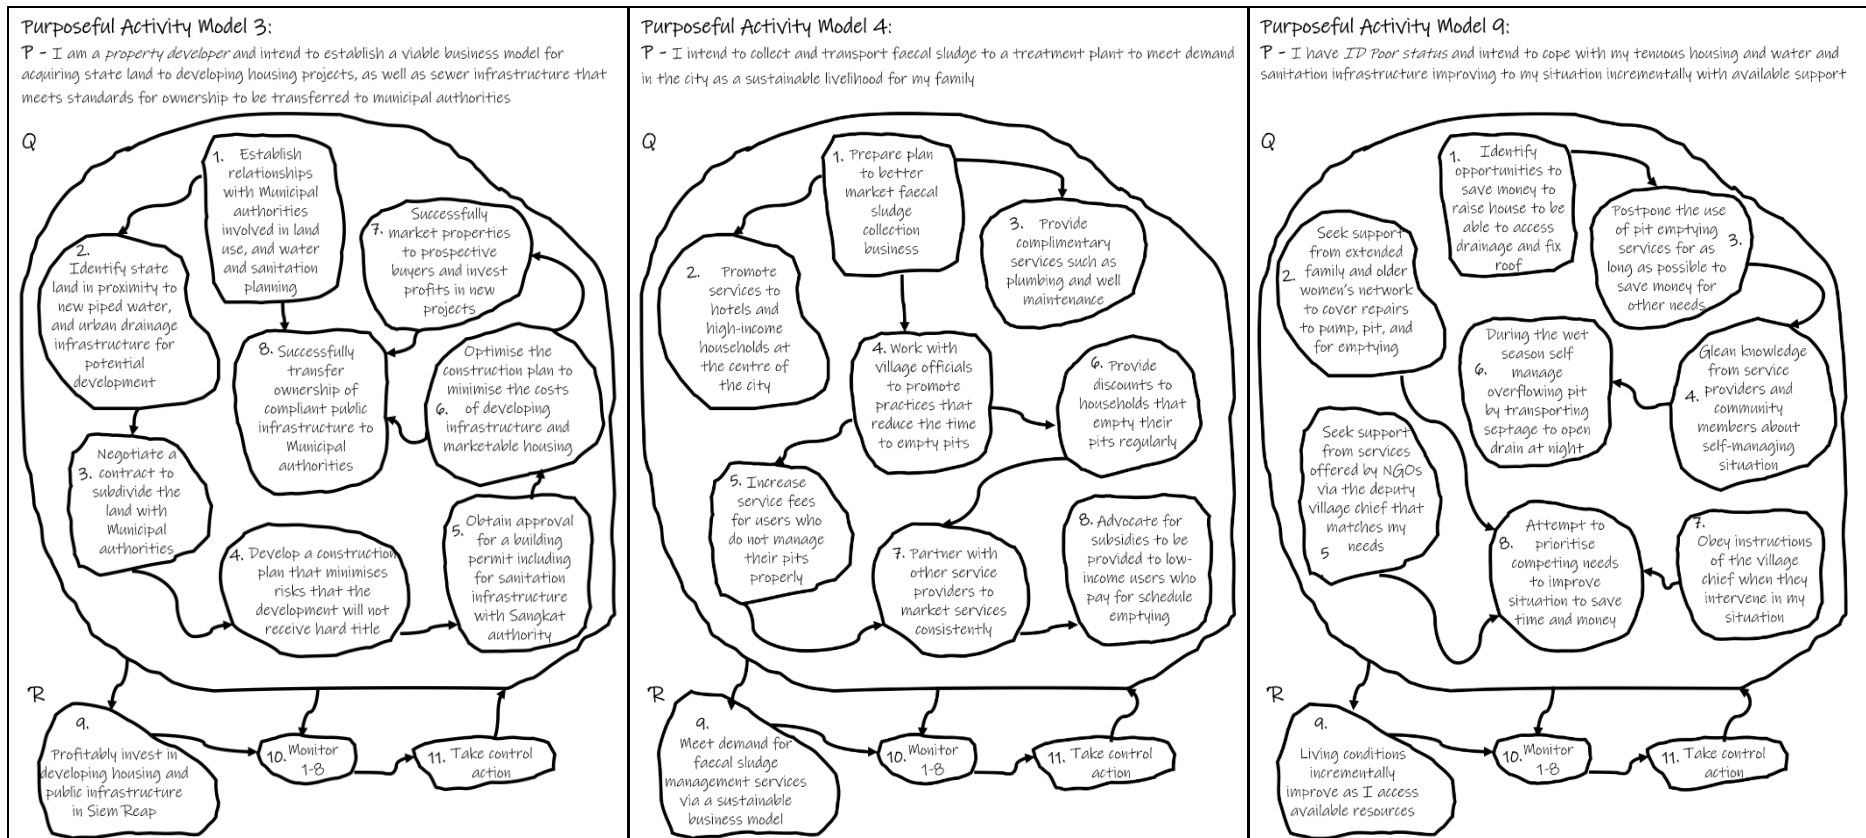 Purposeful Activity Model 3:
P - I am a property developer and intend to establish a viable business model for
acquiring state land to developing housing projects, as well as sewer infrastructure that
meets standards for ownership to be transferred to municipal authorities
Q
1. Establish
relationships
with Municipal
authorities
involved in land
use, and water
and sanitation
planning
2.
Identify state
land in proximity to
new piped water,
and urban drainage
infrastructure for
potential
development
Negotiate a
3. contract to
subdivide the
land with
Municipal
authorities
4. Develop a construction
plan that minimises
risks that the
development will not
receive hard title
5. Obtain approval
for a building
permit including
for sanitation
infrastructure
with Sangkat
authority
Optimise the
construction plan to
minimise the costs
6. of developing
infrastructure and
marketable housing
Successfully
7. market properties
to prospective
buyers and invest
profits in new
projects
8. Successfully
transfer
ownership of
compliant public
infrastructure to
Municipal
authorities
R
9.
Profitably invest in
developing housing and
public infrastructure
in Siem Reap
10. Monitor
1-8
11. Take control
action
Purposeful Activity Model 4:
P - I intend to collect and transport faecal sludge to a treatment plant to meet demand
in the city as a sustainable livelihood for my family
Q
1. Prepare plan
to better
market faecal
sludge
collection
business
2. Promote
services to
hotels and
high-income
households at
the centre of
the city
3. Provide
complimentary
services such as
plumbing and well
maintenance
4. Work with
village officials
to promote
practices that
reduce the time
to empty pits
5. Increase
service fees
for users who
do not manage
their pits
properly
6. Provide
discounts to
households that
empty their
pits regularly
7. Partner with
other service
providers to
market services
consistently
8. Advocate for
subsidies to be
provided to low-
income users who
pay for schedule
emptying
R
9.
Meet demand for
faecal sludge
management services
via a sustainable
business model
10. Monitor
1-8
11. Take control
action
Purposeful Activity Model 9:
P - I have ID Poor status and intend to cope with my tenuous housing and water and
sanitation infrastructure improving to my situation incrementally with available support
Q
1. Identify
opportunities to
save money to
raise house to be
able to access
drainage and fix
roof
Seek support
from extended
2. family and older
women's network
to cover repairs
to pump, pit, and
for emptying
Postpone the use
of pit emptying
services for as 3.
long as possible to
save money for
other needs
Glean knowledge
from service
4. providers and
community
members about
self-managing
situation
Seek support
from services
offered by NGOs
via the deputy
village chief that
matches my
5 needs
During the wet
season self
6. manage
overflowing pit
by transporting
septage to open
drain at night
7.
Obey instructions
of the village
chief when they
intervene in my
situation
Attempt to
8. prioritise
competing needs
to improve
situation to save
time and money
R
9.
Living conditions
incrementally
improve as I access
available resources
10. Monitor
1-8
11. Take control
action